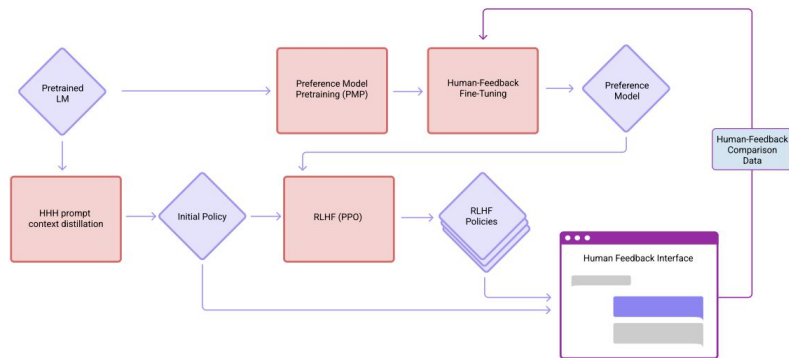 Pretrained
LM
Preference Model
Pretraining (PMP)
Human-Feedback
Fine-Tuning
Preference
Model
Human-Feedback
Comparison
Data
HHH prompt
context distillation
Initial Policy
RLHF (PPO)
RLHF
Policies
Human Feedback Interface